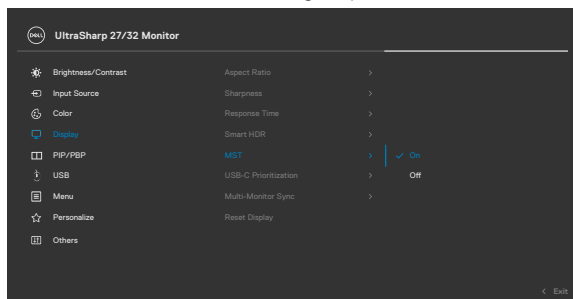 DELL UltraSharp 27/32 Monitor
Brightness/Contrast Aspect Ratio >
Input Source Sharpness >
Color Response Time >
Display Smart HDR >
PIP/PBP MST > ✓ On
USB USB-C Prioritization > Off
Menu Multi-Monitor Sync >
Personalize Reset Display
Others
< Exit